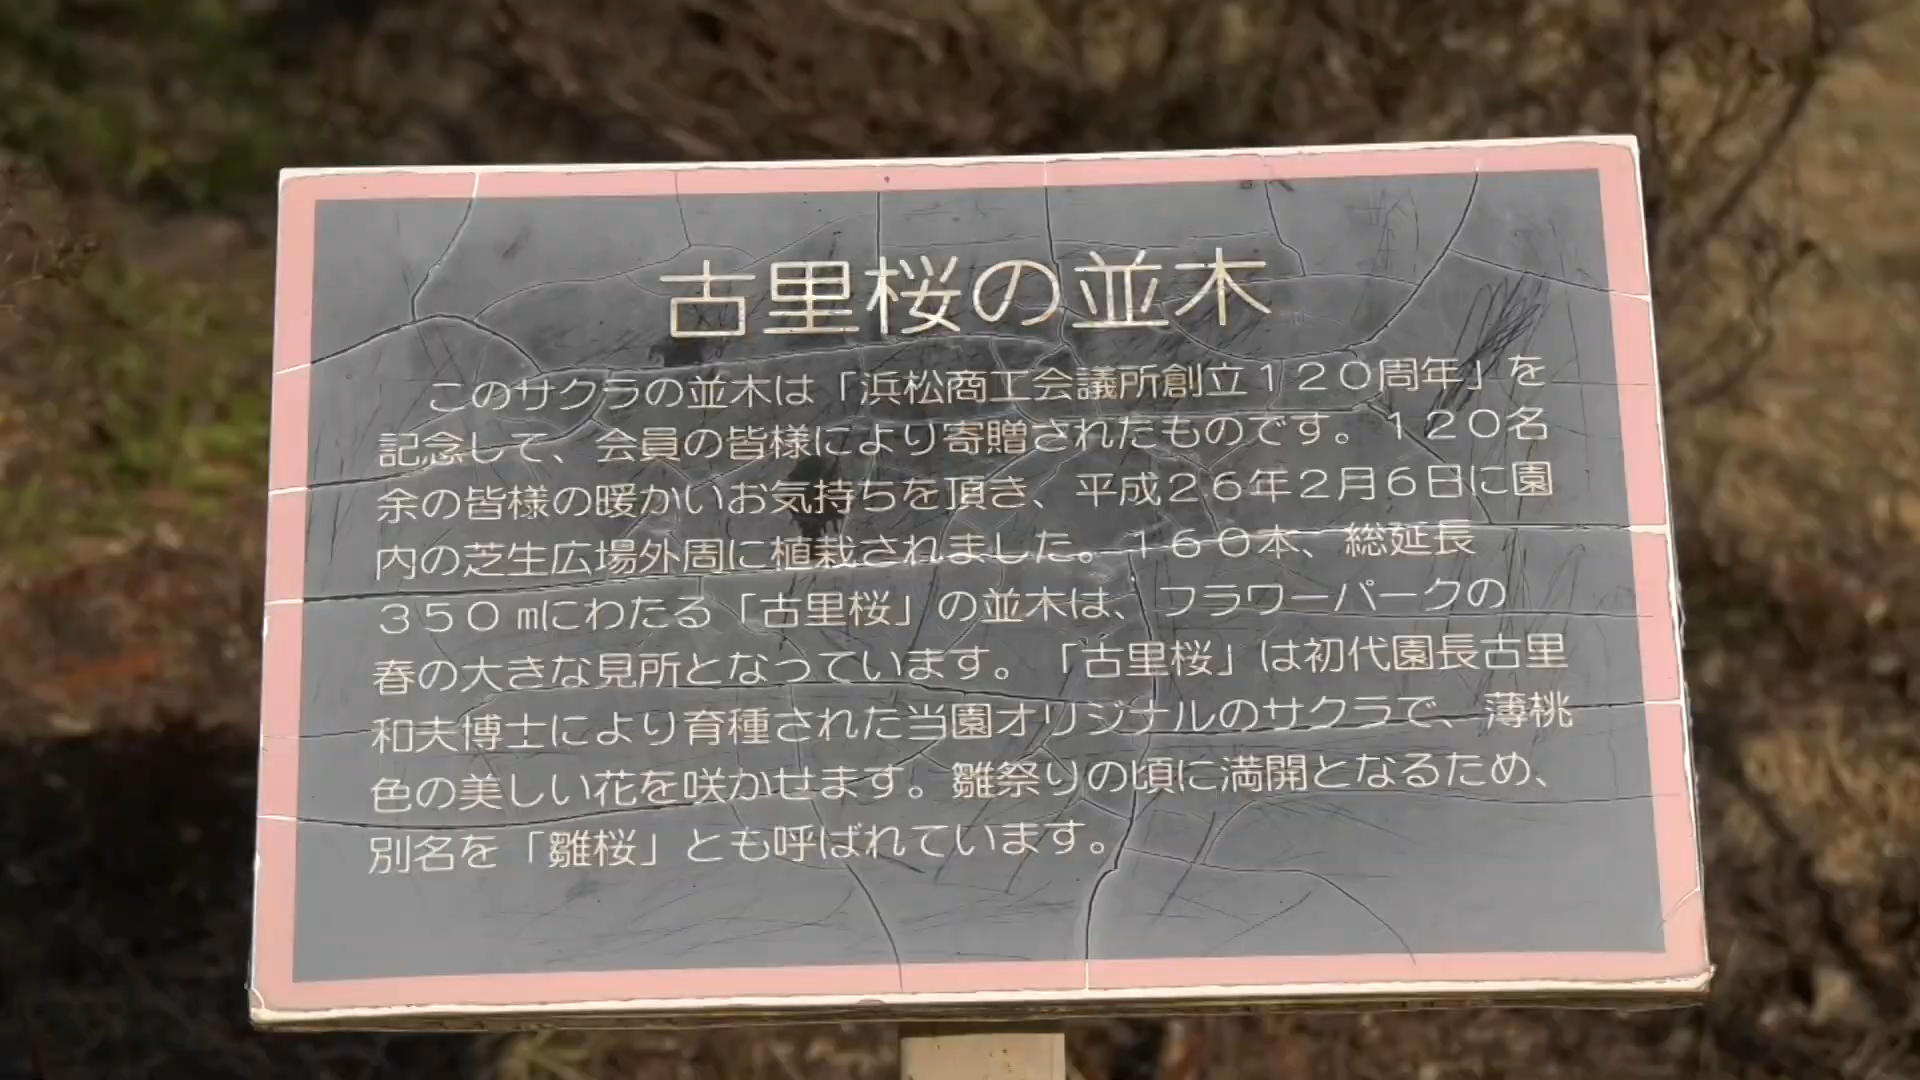 古里桜の並木
このサクラの並木は「浜松商工会議所創立１２０周年」を
記念して、会員の皆様により寄贈されたものです。１２０名
余の皆様の暖かいお気持ちを頂き、平成２６年２月６日に園
内の芝生広場外周に植栽されました。１６０本、総延長
３５０㎡にわたる「古里桜」の並木は、フラワーパークの
春の大きな見所となっています。「古里桜」は初代園長古里
和夫博士により育種された当園オリジナルのサクラで、薄桃
色の美しい花を咲かせます。雛祭りの頃に満開となるため、
別名を「雛桜」とも呼ばれています。